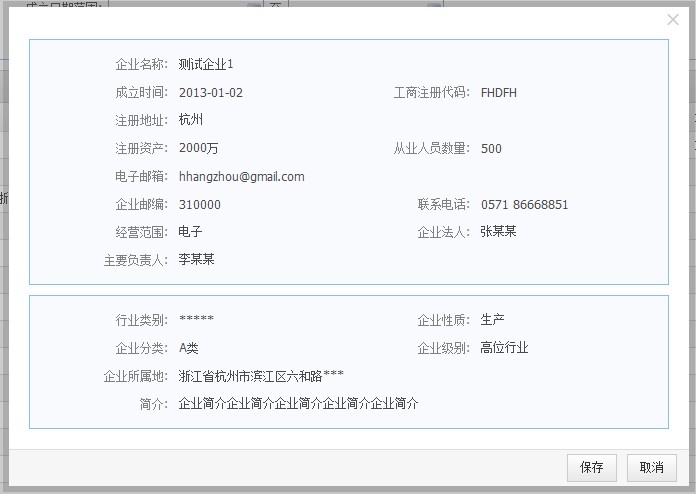 成立日期范围: 至
企业名称: 测试企业1
成立时间: 2013-01-02 工商注册代码: FHDFH
注册地址: 杭州
注册资产: 2000万 从业人员数量: 500
电子邮箱: hhangzhou@gmail.com
企业邮编: 310000 联系电话: 0571 86668851
经营范围: 电子 企业法人: 张某某
主要负责人: 李某某
行业类别: ***** 企业性质: 生产
企业分类: A类 企业级别: 高位行业
企业所属地: 浙江省杭州市滨江区六和路***
简介: 企业简介企业简介企业简介企业简介企业简介
保存 取消